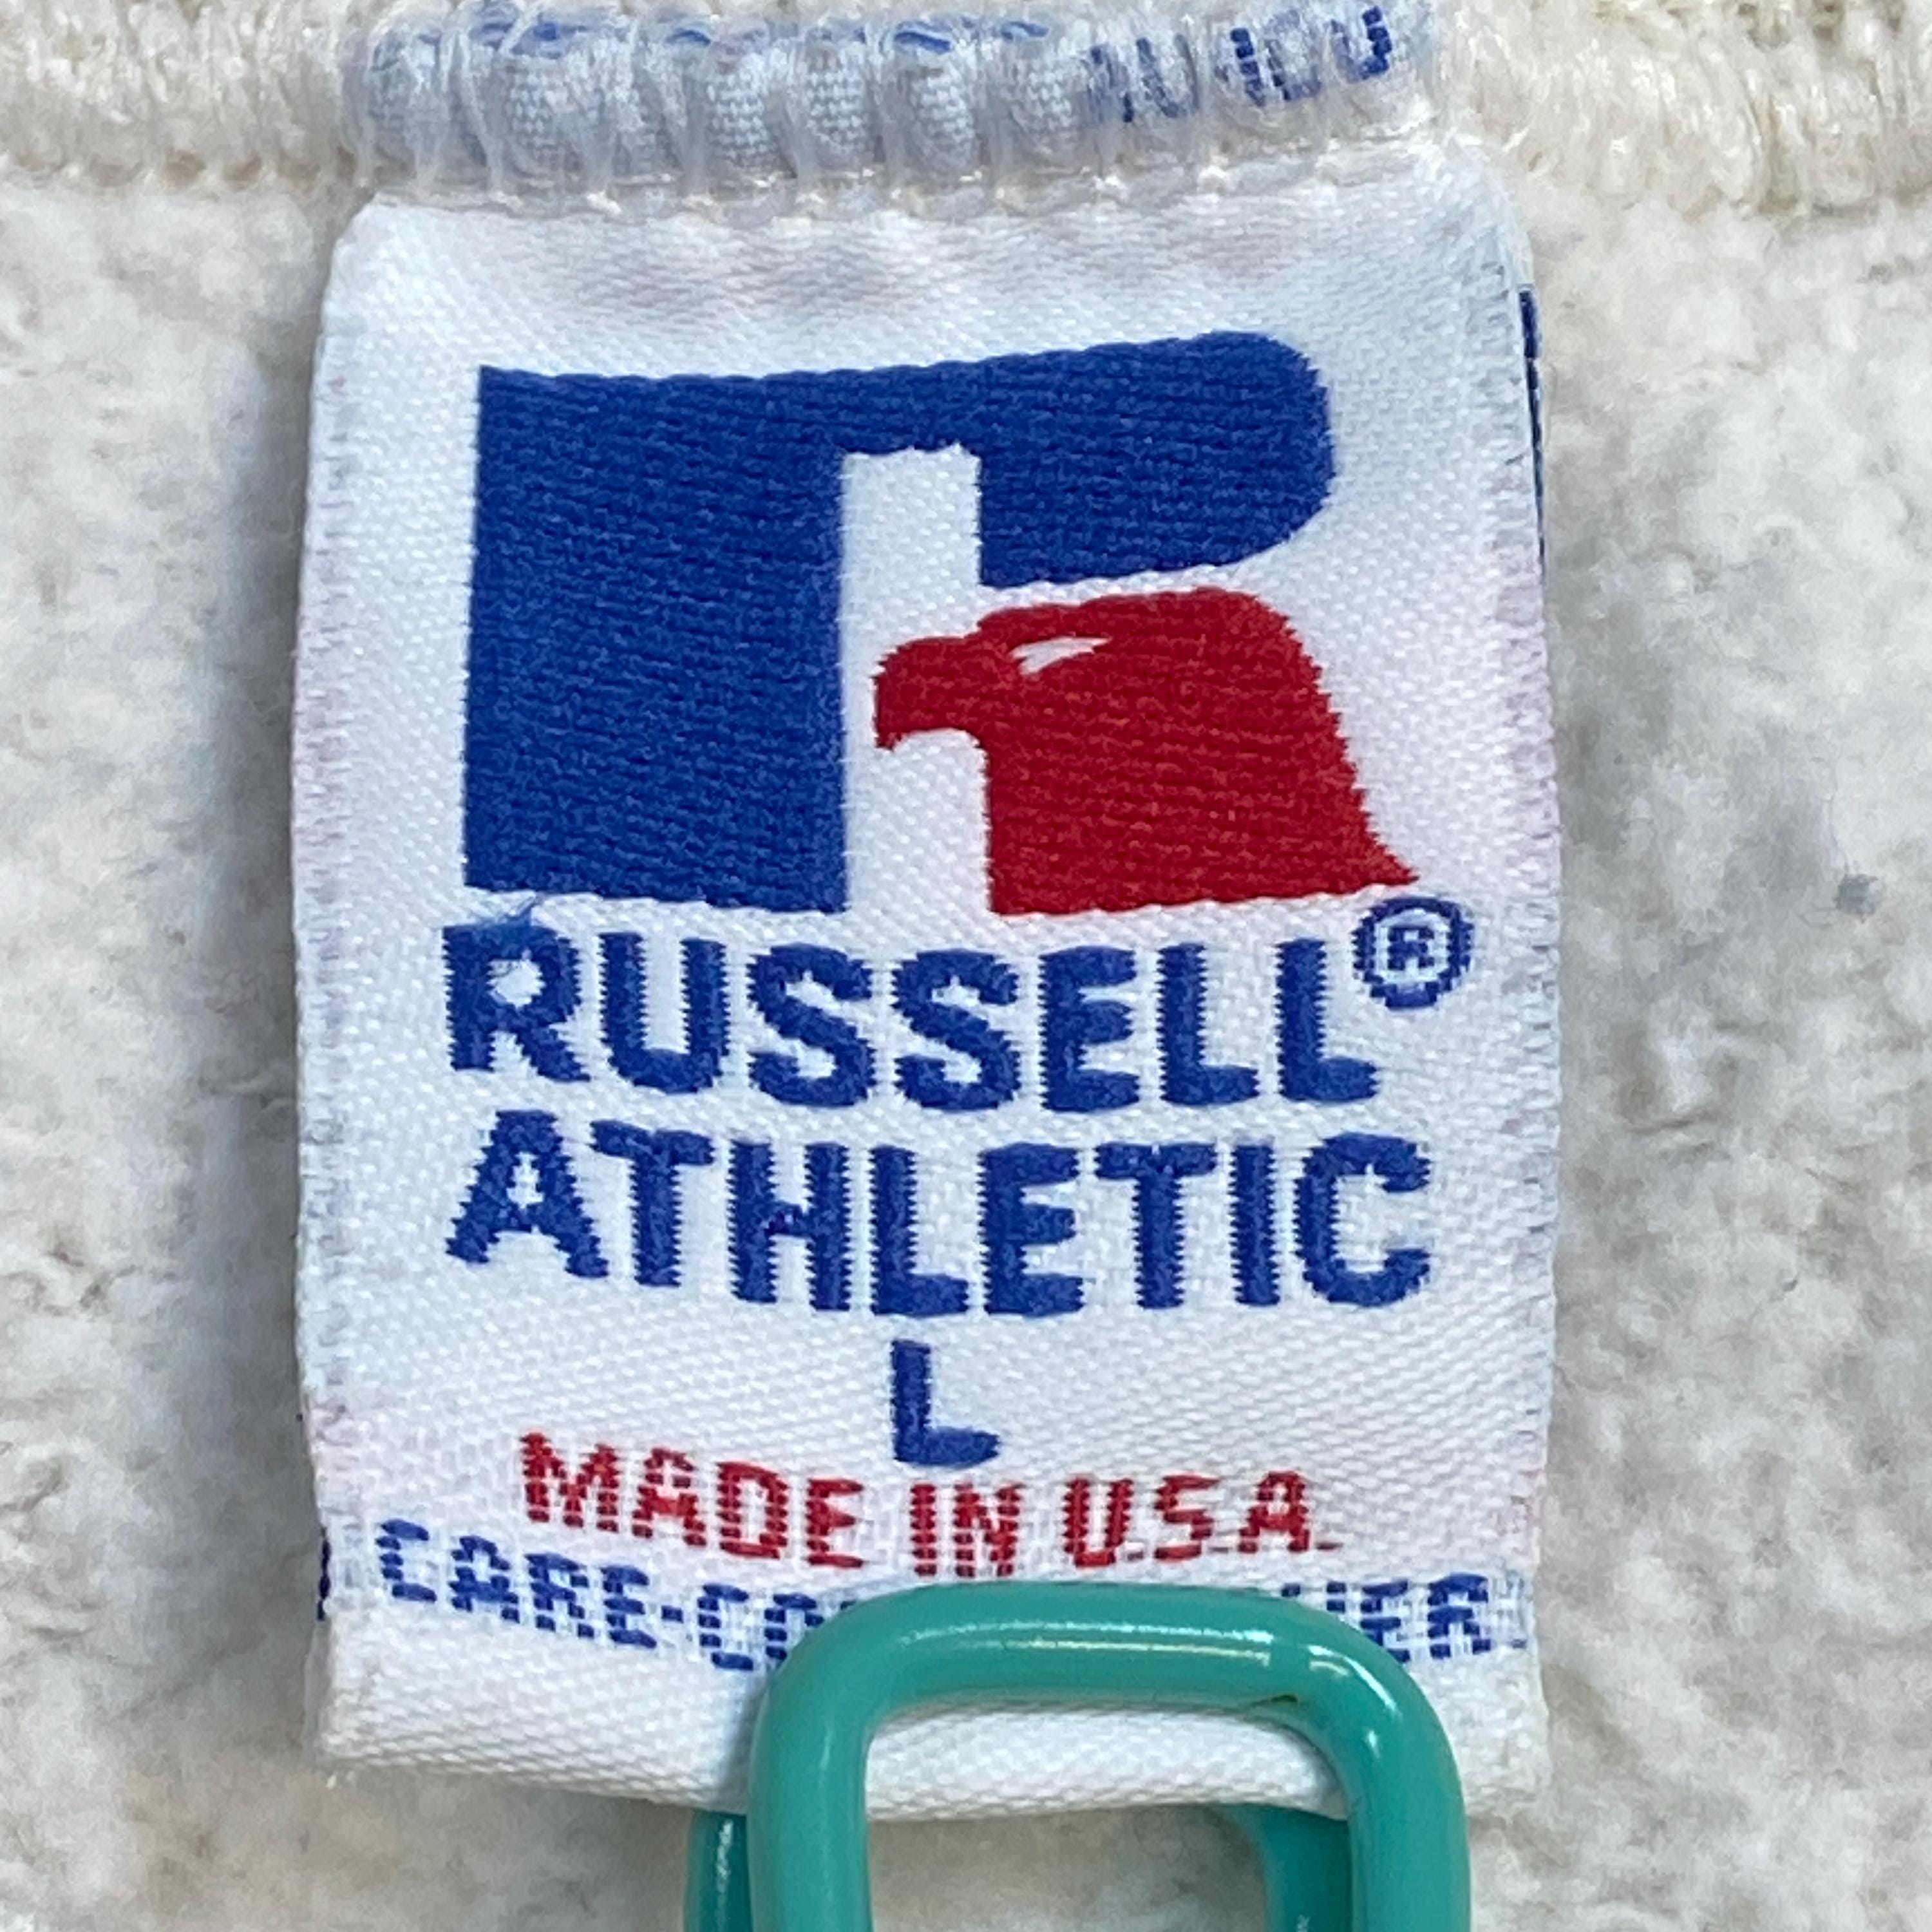 RUSSELL®
ATHLETIC
L
MADE IN U.S.A.